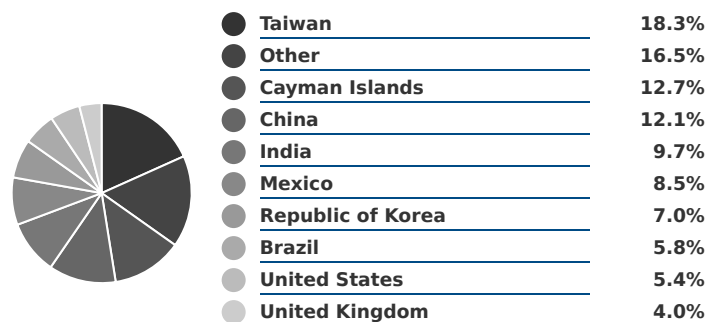 Taiwan 18.3%
Other 16.5%
Cayman Islands 12.7%
China 12.1%
India 9.7%
Mexico 8.5%
Republic of Korea 7.0%
Brazil 5.8%
United States 5.4%
United Kingdom 4.0%